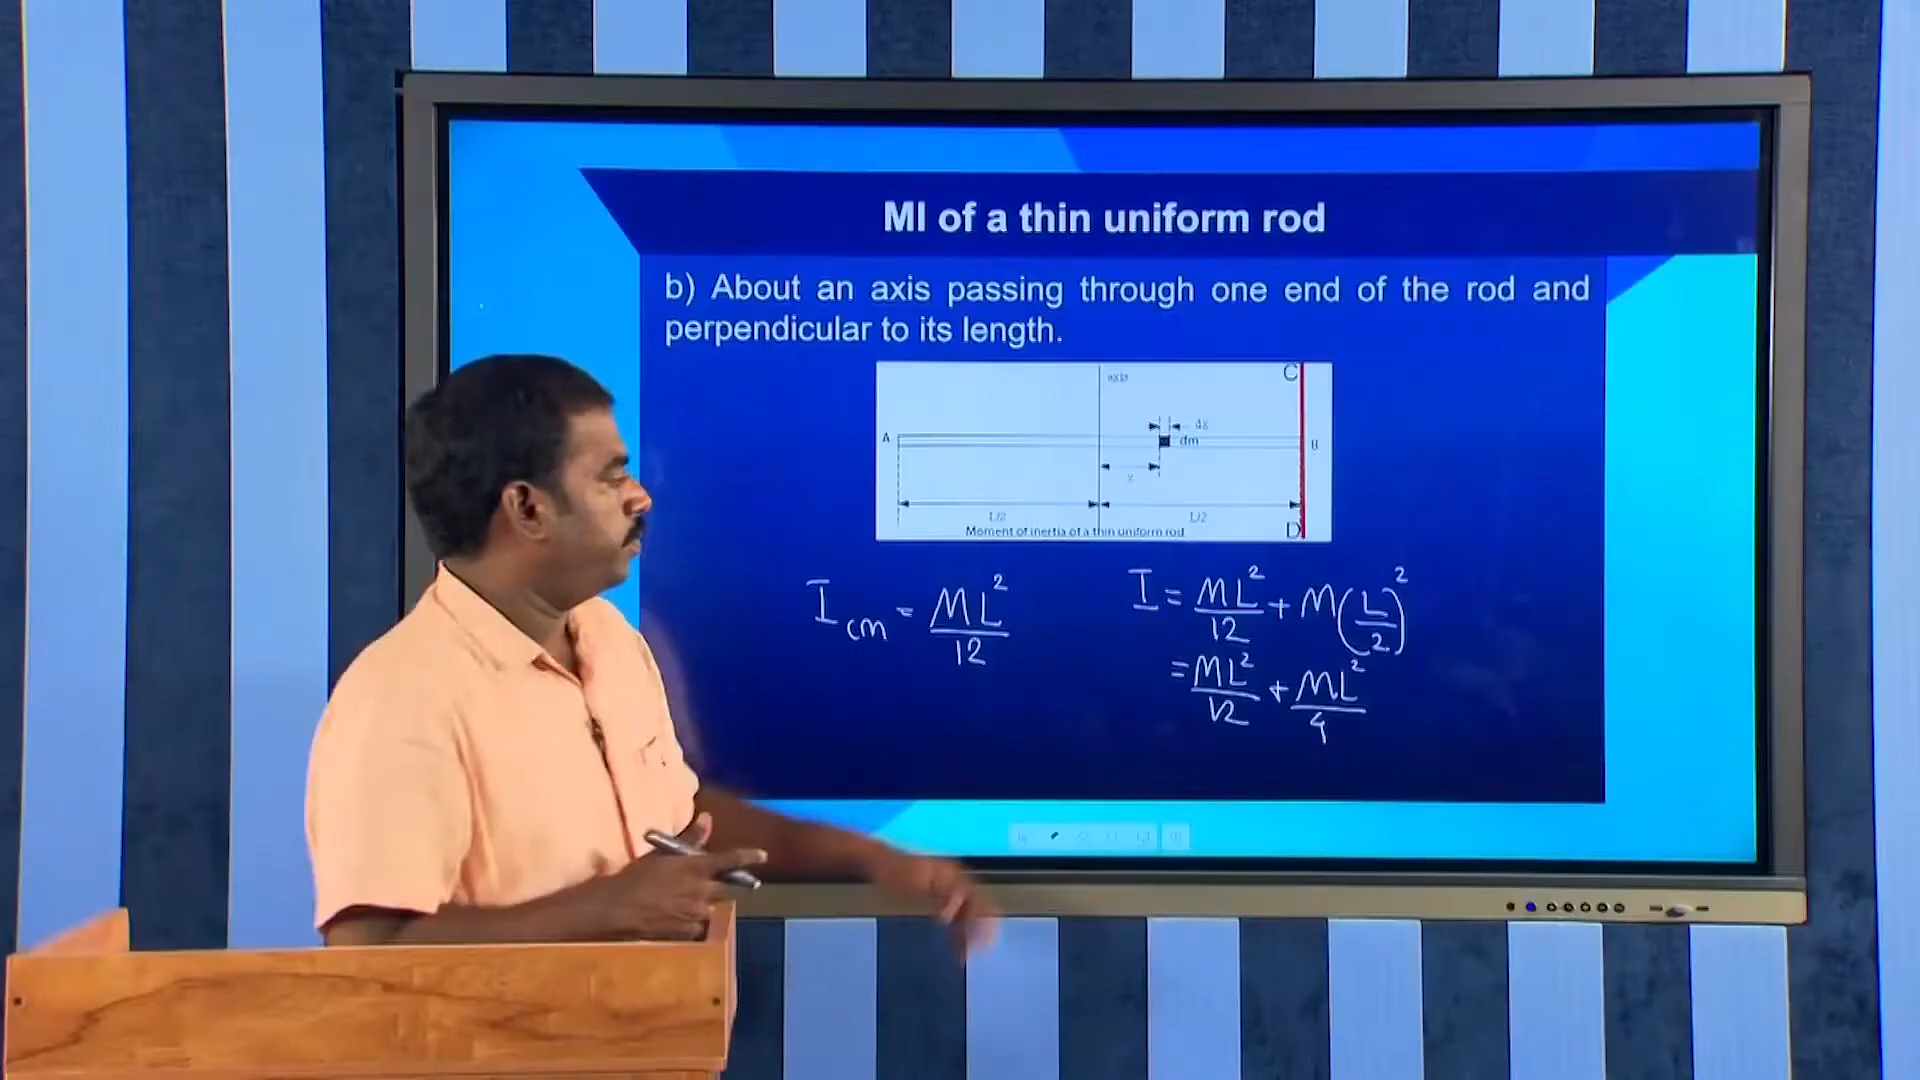 MI of a thin uniform rod
b) About an axis passing through one end of the rod and
perpendicular to its length.
axis
C
dx
A
dm
B
x
L/2
L/2
Moment of inertia of a thin uniform rod
D
I_cm = ML²/12
I = ML²/12 + M(L/2)²
= ML²/12 + ML²/4